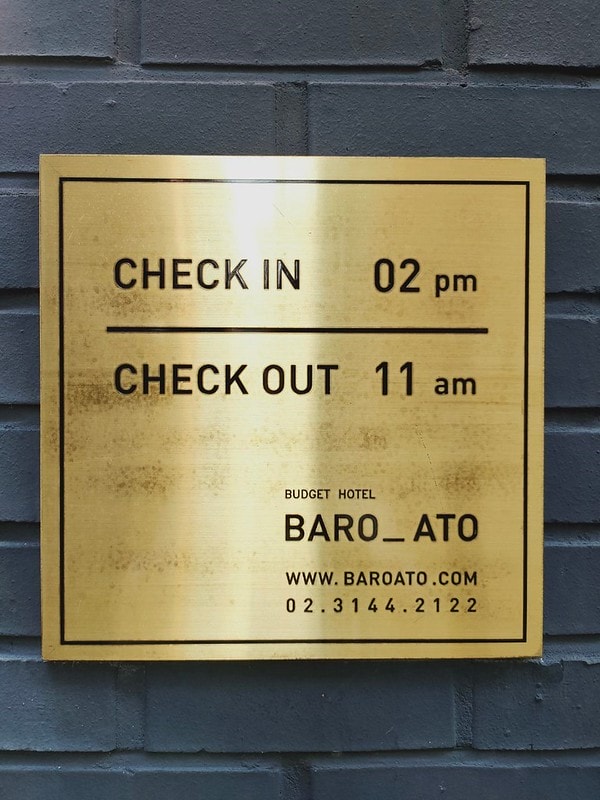 CHECK IN 02 pm
CHECK OUT 11 am
BUDGET HOTEL
BARO_ATO
WWW.BAROATO.COM
02.3144.2122